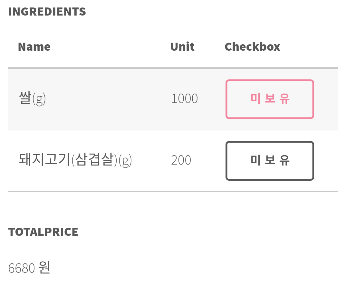 INGREDIENTS
Name Unit Checkbox
쌀(g) 1000 미 보 유
돼지고기(삼겹살)(g) 200 미 보 유
TOTALPRICE
6680 원